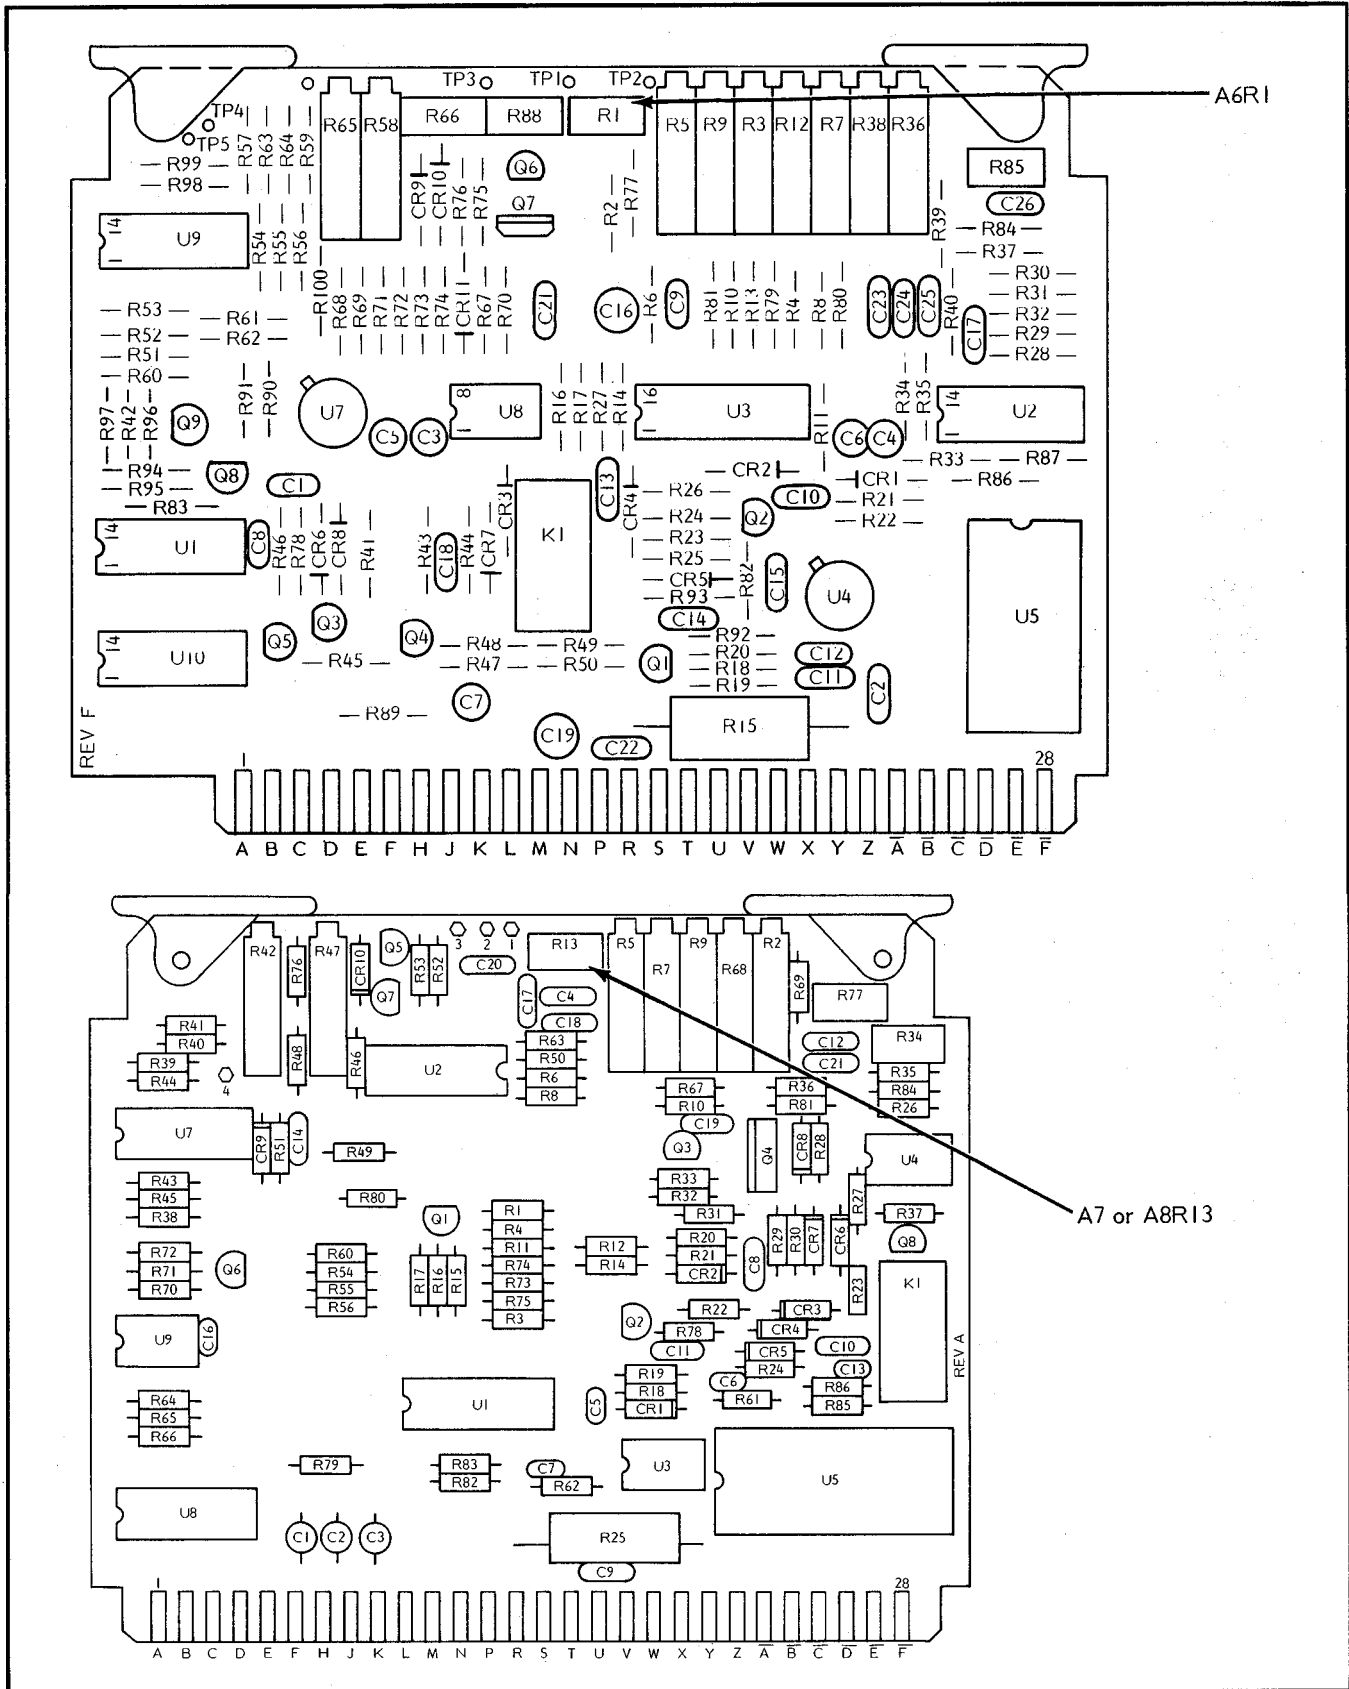 TP3 TP1 TP2
A6R1
TP4
TP5
R57 R63 R64 R59
R65 R58 R66 R88 R1 R5 R9 R3 R12 R7 R38 R36
R99
R98
CR9 CR10 R76 R75
Q6
Q7
R2 R77
R85
C26
R39
R84
R37
14
1
U9
R54 R55 R56
R100 R68 R69 R71 R72 R73 R74 CR11 R67 R70
C21
C16
R6
C9
R81 R10 R13 R79 R4 R8 R80
C23 C24 C25
R40
C17
R30
R31
R32
R29
R28
R53
R52
R51
R60
R61
R62
R97 R42 R96
Q9
R91 R90
U7
C5 C3
8
1
U8
R16 R17 R27 R14
16
1
U3
R11
C6 C4
R34 R35
14
1
U2
R33 R87
R86
R94
R95
R83
Q8
C1
CR3
C13
CR4
CR2
R26
C10
CR1
R21
R22
R24
R23
R25
CR5
R93
Q2
R82
C15
C14
U4
U5
14
1
U1
C8
R46 R78 CR6 CR8 R41
R43
C18
R44 CR7
K1
14
1
U10
Q5
Q3
Q4
R45
R48
R47
R49
R50
Q1
R92
R20
R18
R19
C12
C11
C2
R89
C7
C19
C22
R15
REV F
1 28
A B C D E F H J K L M N P R S T U V W X Y Z A̅ B̅ C̅ D̅ E̅ F̅
R42 R76 R47 CR10 Q5 R53 R52
3 2 1
C20
R13
R5 R7 R9 R68 R2
R69
R77
Q7
C17
C4
C18
C12
C21
R34
R41
R40
R39
R44
4
R48 R46
U2
R63
R50
R6
R8
R67
R10
C19
Q3
R36
R81
R35
R84
R26
U7
CR9 R51 C14
R49
R80
Q4
CR8 R28
U4
R43
R45
R38
R33
R32
R31
R27
R37
Q8
A7 or A8R13
Q1
R1
R4
R11
R74
R73
R75
R3
R12
R14
R20
R21
CR2
C8
R29 R30 CR7 CR6
R23
K1
R72
R71
R70
Q6
R60
R54
R55
R56
R17 R16 R15
Q2
R22
R78
C11
CR3
CR4
CR5
R24
C10
C13
U9
C16
R19
R18
CR1
C6
R61
R86
R85
REV A
R64
R65
R66
U1
C5
R79
R83
R82
C7
R62
U3
U5
U8
C1 C2 C3
R25
C9
1 28
A B C D E F H J K L M N P R S T U V W X Y Z A̅ B̅ C̅ D̅ E̅ F̅